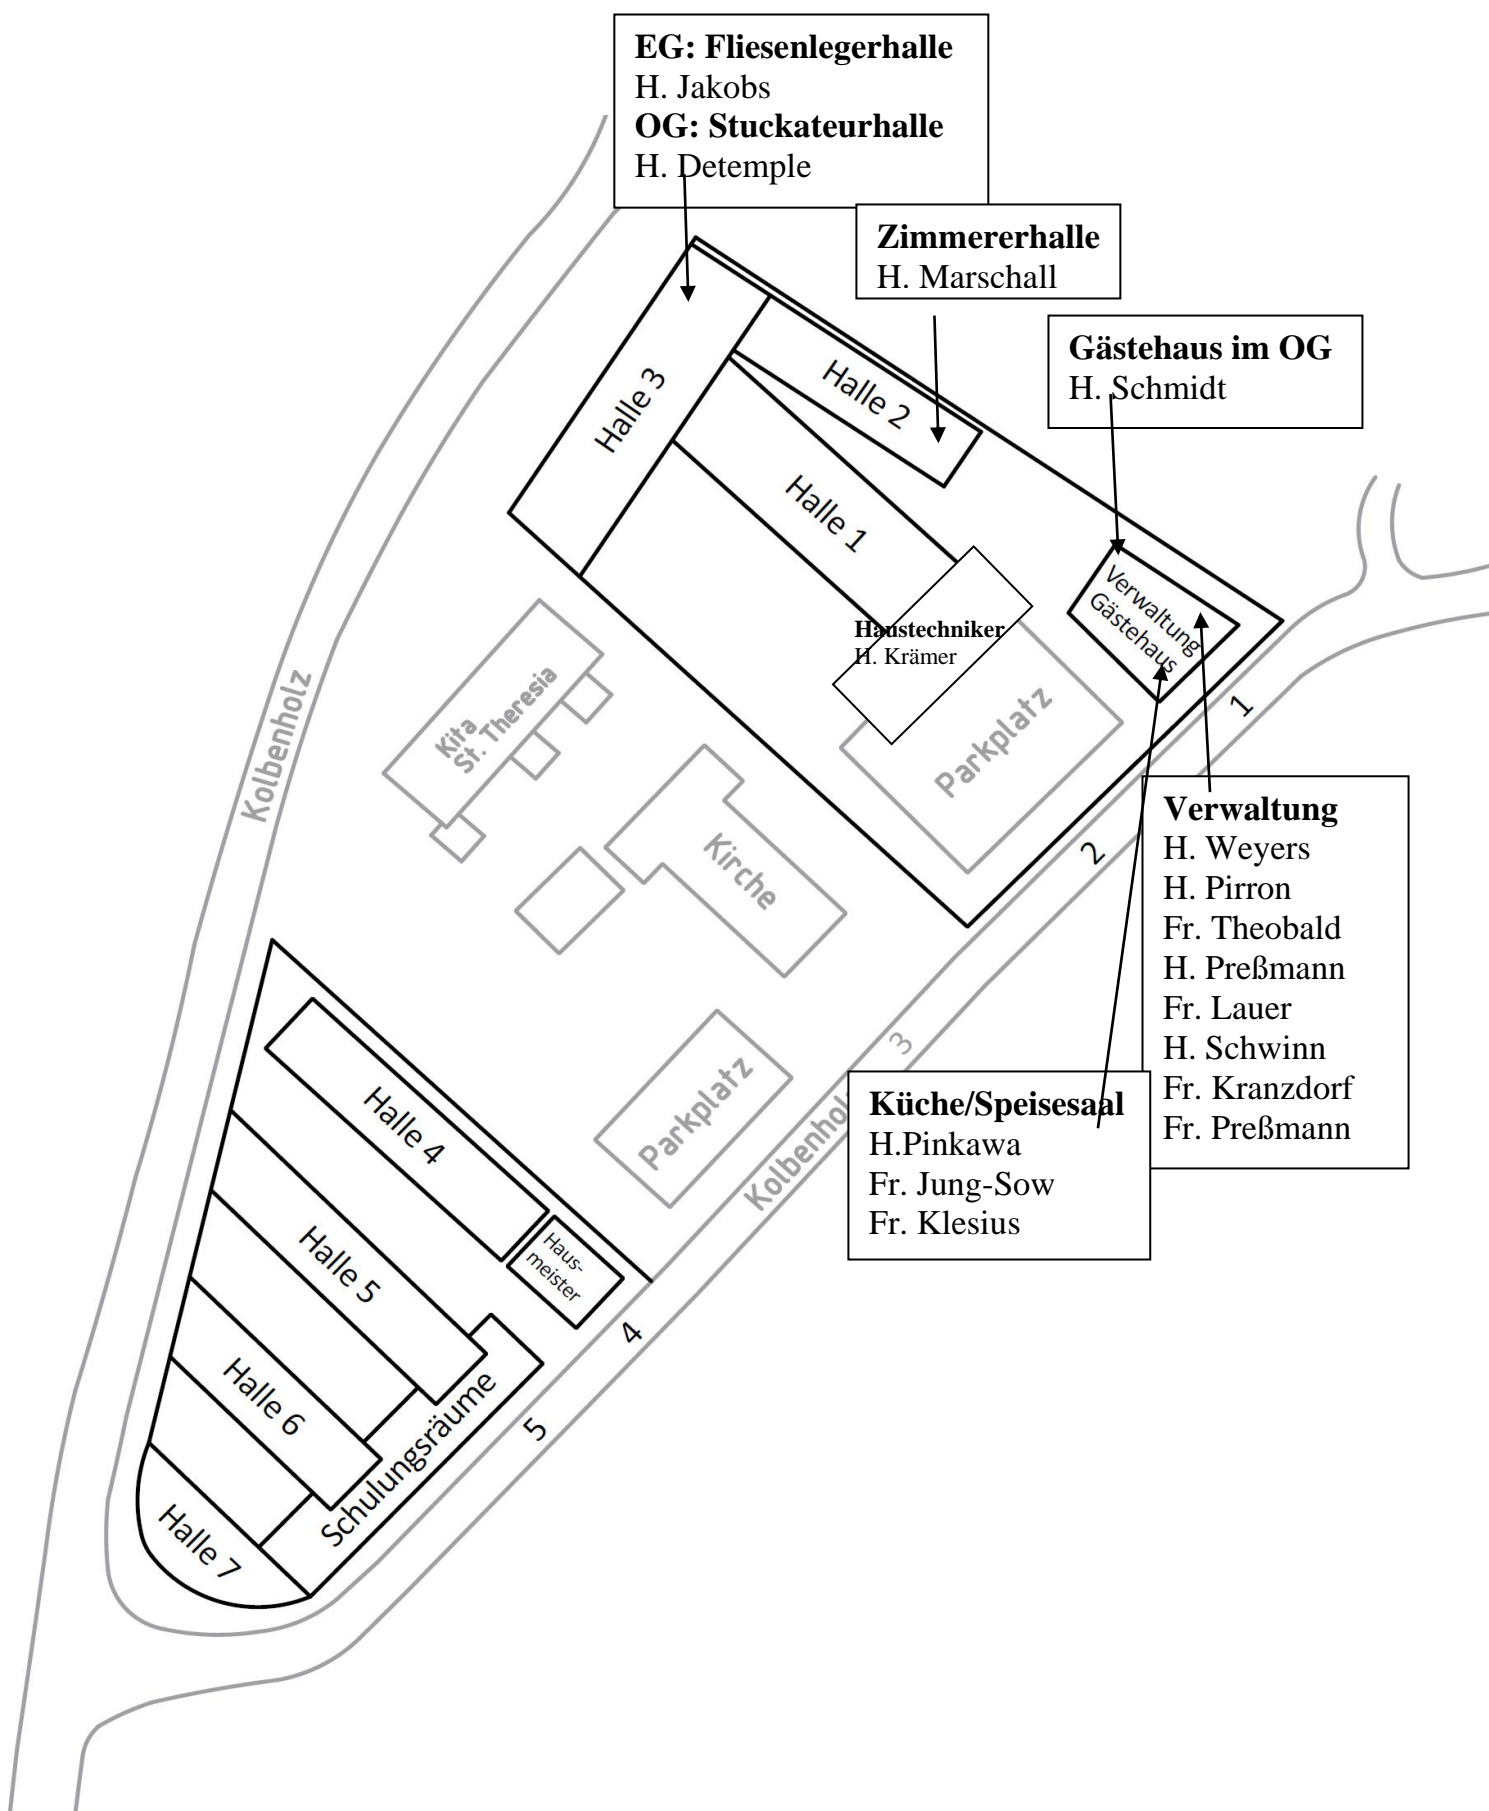 EG: Fliesenlegerhalle
H. Jakobs
OG: Stuckateurhalle
H. Detemple
Zimmererhalle
H. Marschall
Gästehaus im OG
H. Schmidt
Halle 3
Halle 2
Halle 1
Verwaltung
Gästehaus
Haustechniker
H. Krämer
Kita
St. Theresia
Kolbenholz
Parkplatz
1
2
Kirche
Verwaltung
H. Weyers
H. Pirron
Fr. Theobald
H. Preßmann
Fr. Lauer
H. Schwinn
Fr. Kranzdorf
Fr. Preßmann
3
Parkplatz
Kolbenhol
Küche/Speisesaal
H.Pinkawa
Fr. Jung-Sow
Fr. Klesius
Halle 4
Haus-
meister
Halle 5
4
Halle 6
Schulungsräume
5
Halle 7